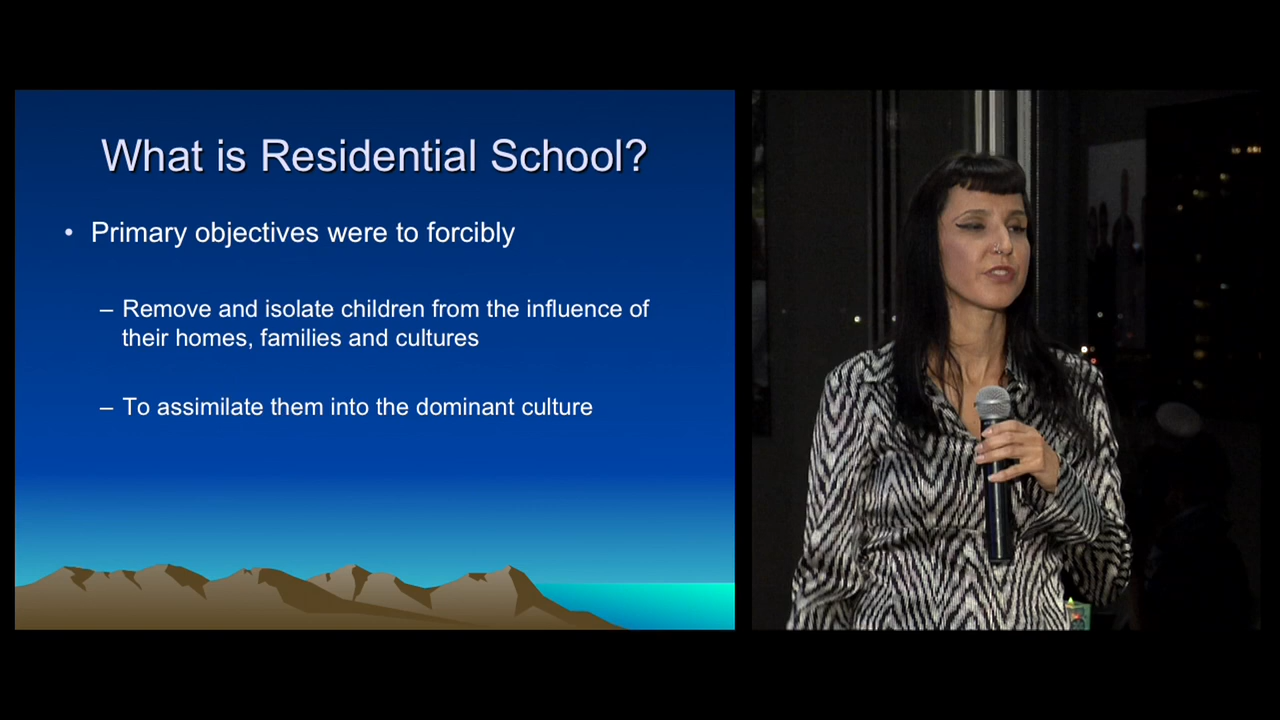 What is Residential School?
• Primary objectives were to forcibly
– Remove and isolate children from the influence of
their homes, families and cultures
– To assimilate them into the dominant culture